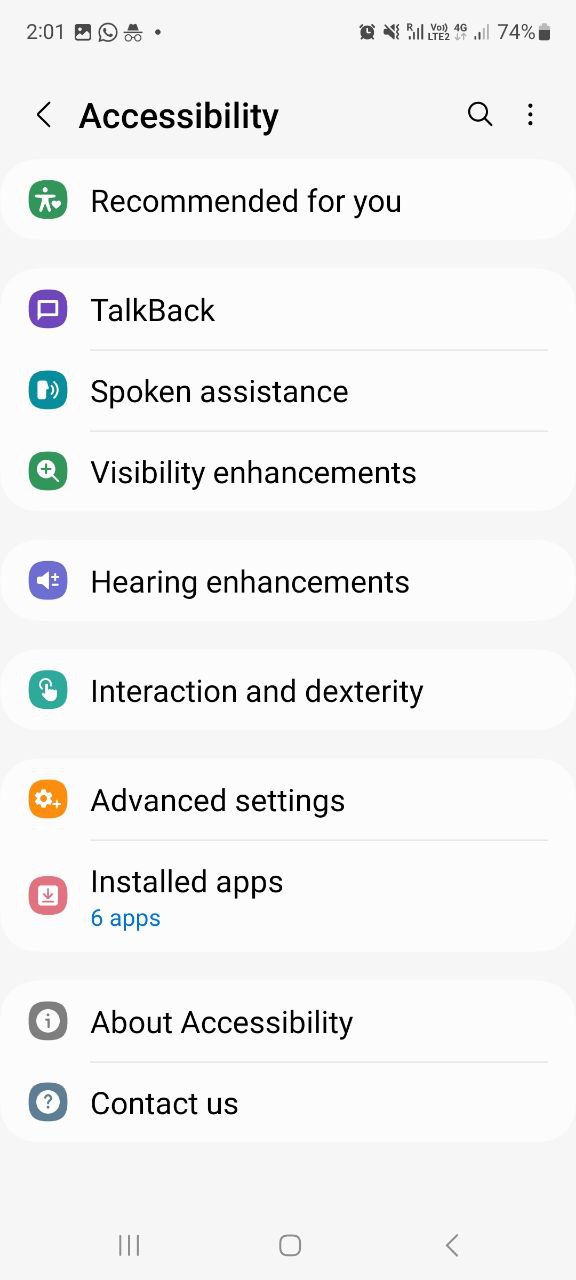 2:01 R Vo)) LTE2 4G 74%
Accessibility
Recommended for you
TalkBack
Spoken assistance
Visibility enhancements
Hearing enhancements
Interaction and dexterity
Advanced settings
Installed apps
6 apps
About Accessibility
Contact us